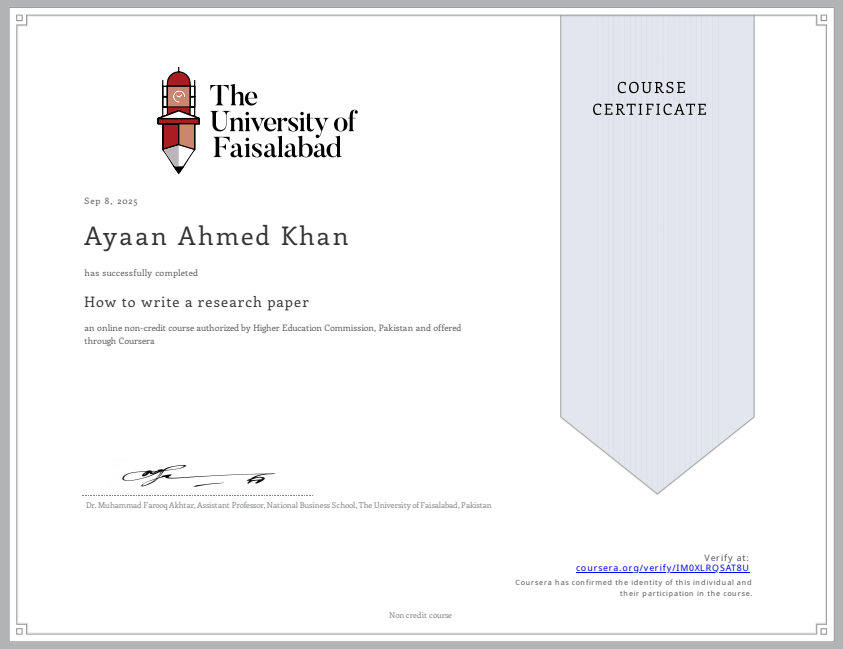 The
University of
Faisalabad
COURSE
CERTIFICATE
Sep 8, 2025
Ayaan Ahmed Khan
has successfully completed
How to write a research paper
an online non-credit course authorized by Higher Education Commission, Pakistan and offered
through Coursera
Dr. Muhammad Farooq Akhtar, Assistant Professor, National Business School, The University of Faisalabad, Pakistan
Verify at:
coursera.org/verify/IM0XLRQSAT8U
Coursera has confirmed the identity of this individual and
their participation in the course.
Non credit course